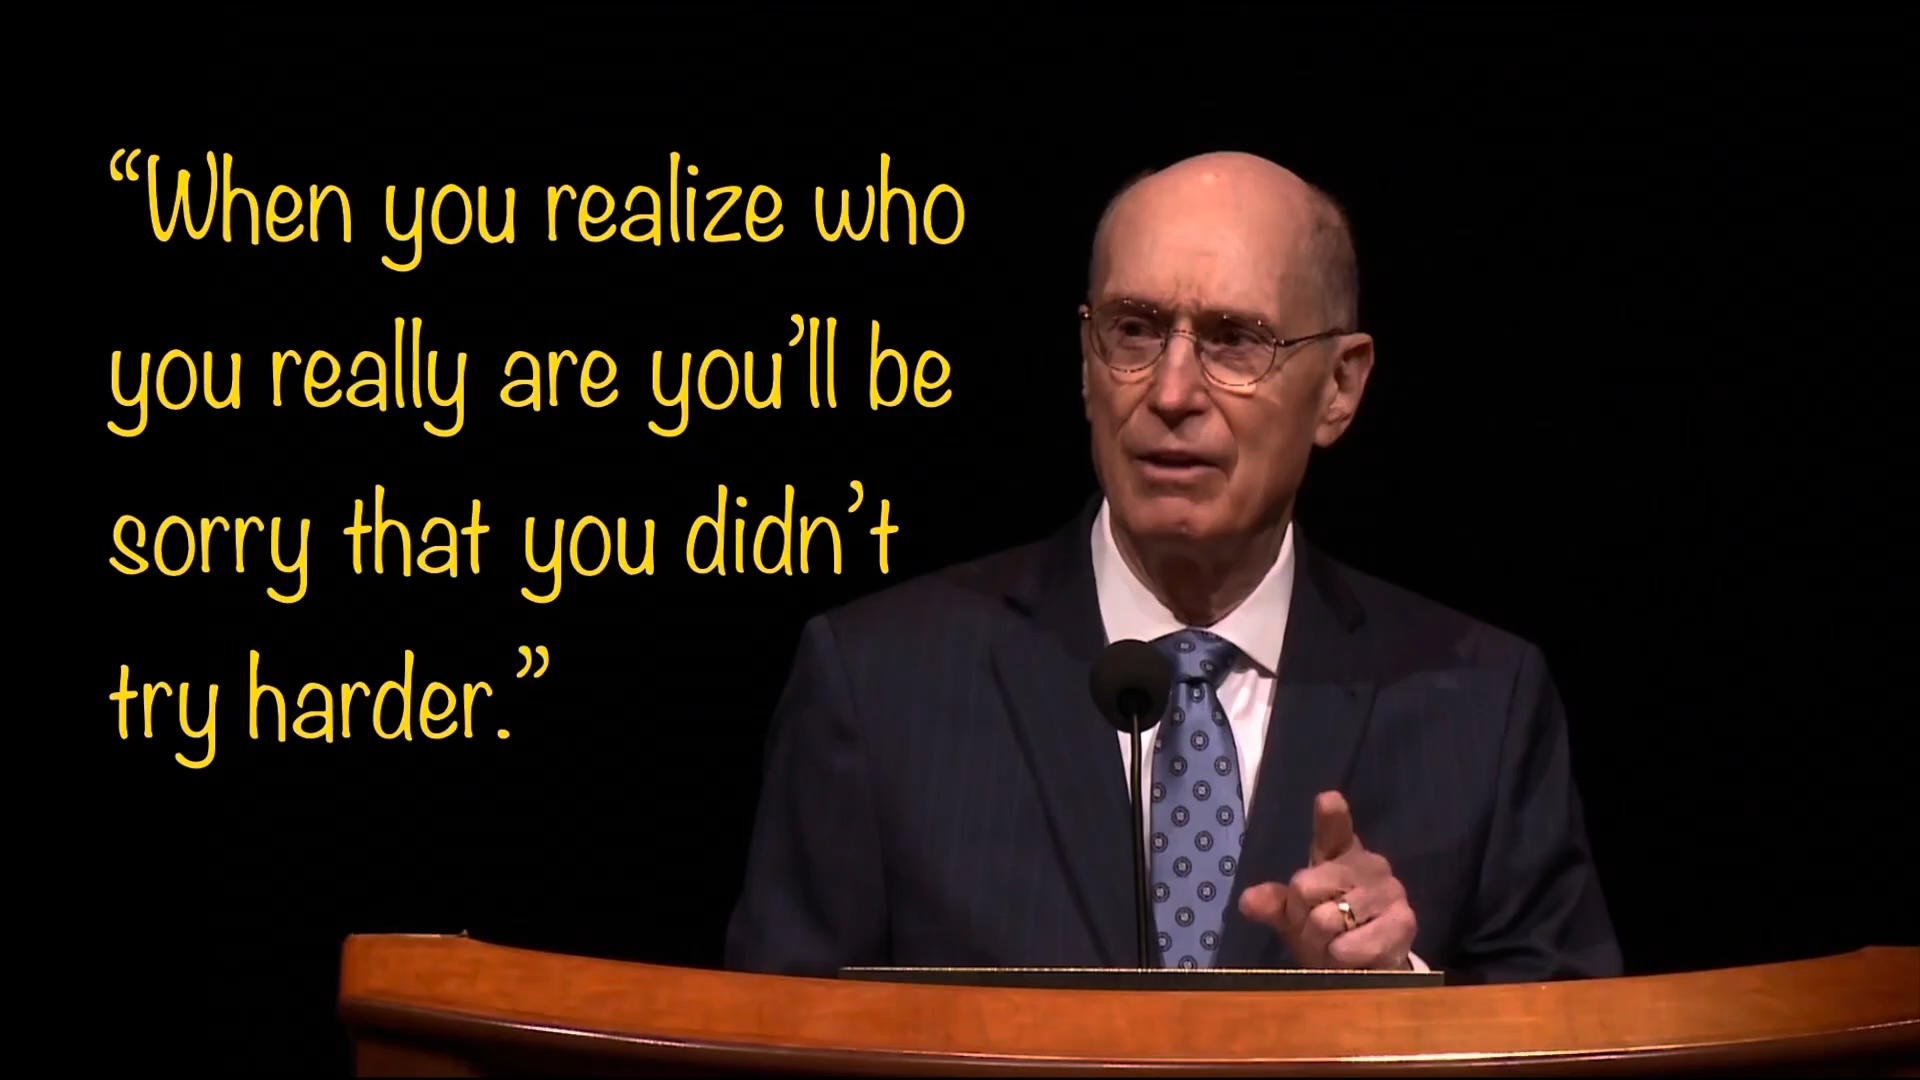 “When you realize who
you really are you’ll be
sorry that you didn’t
try harder.”